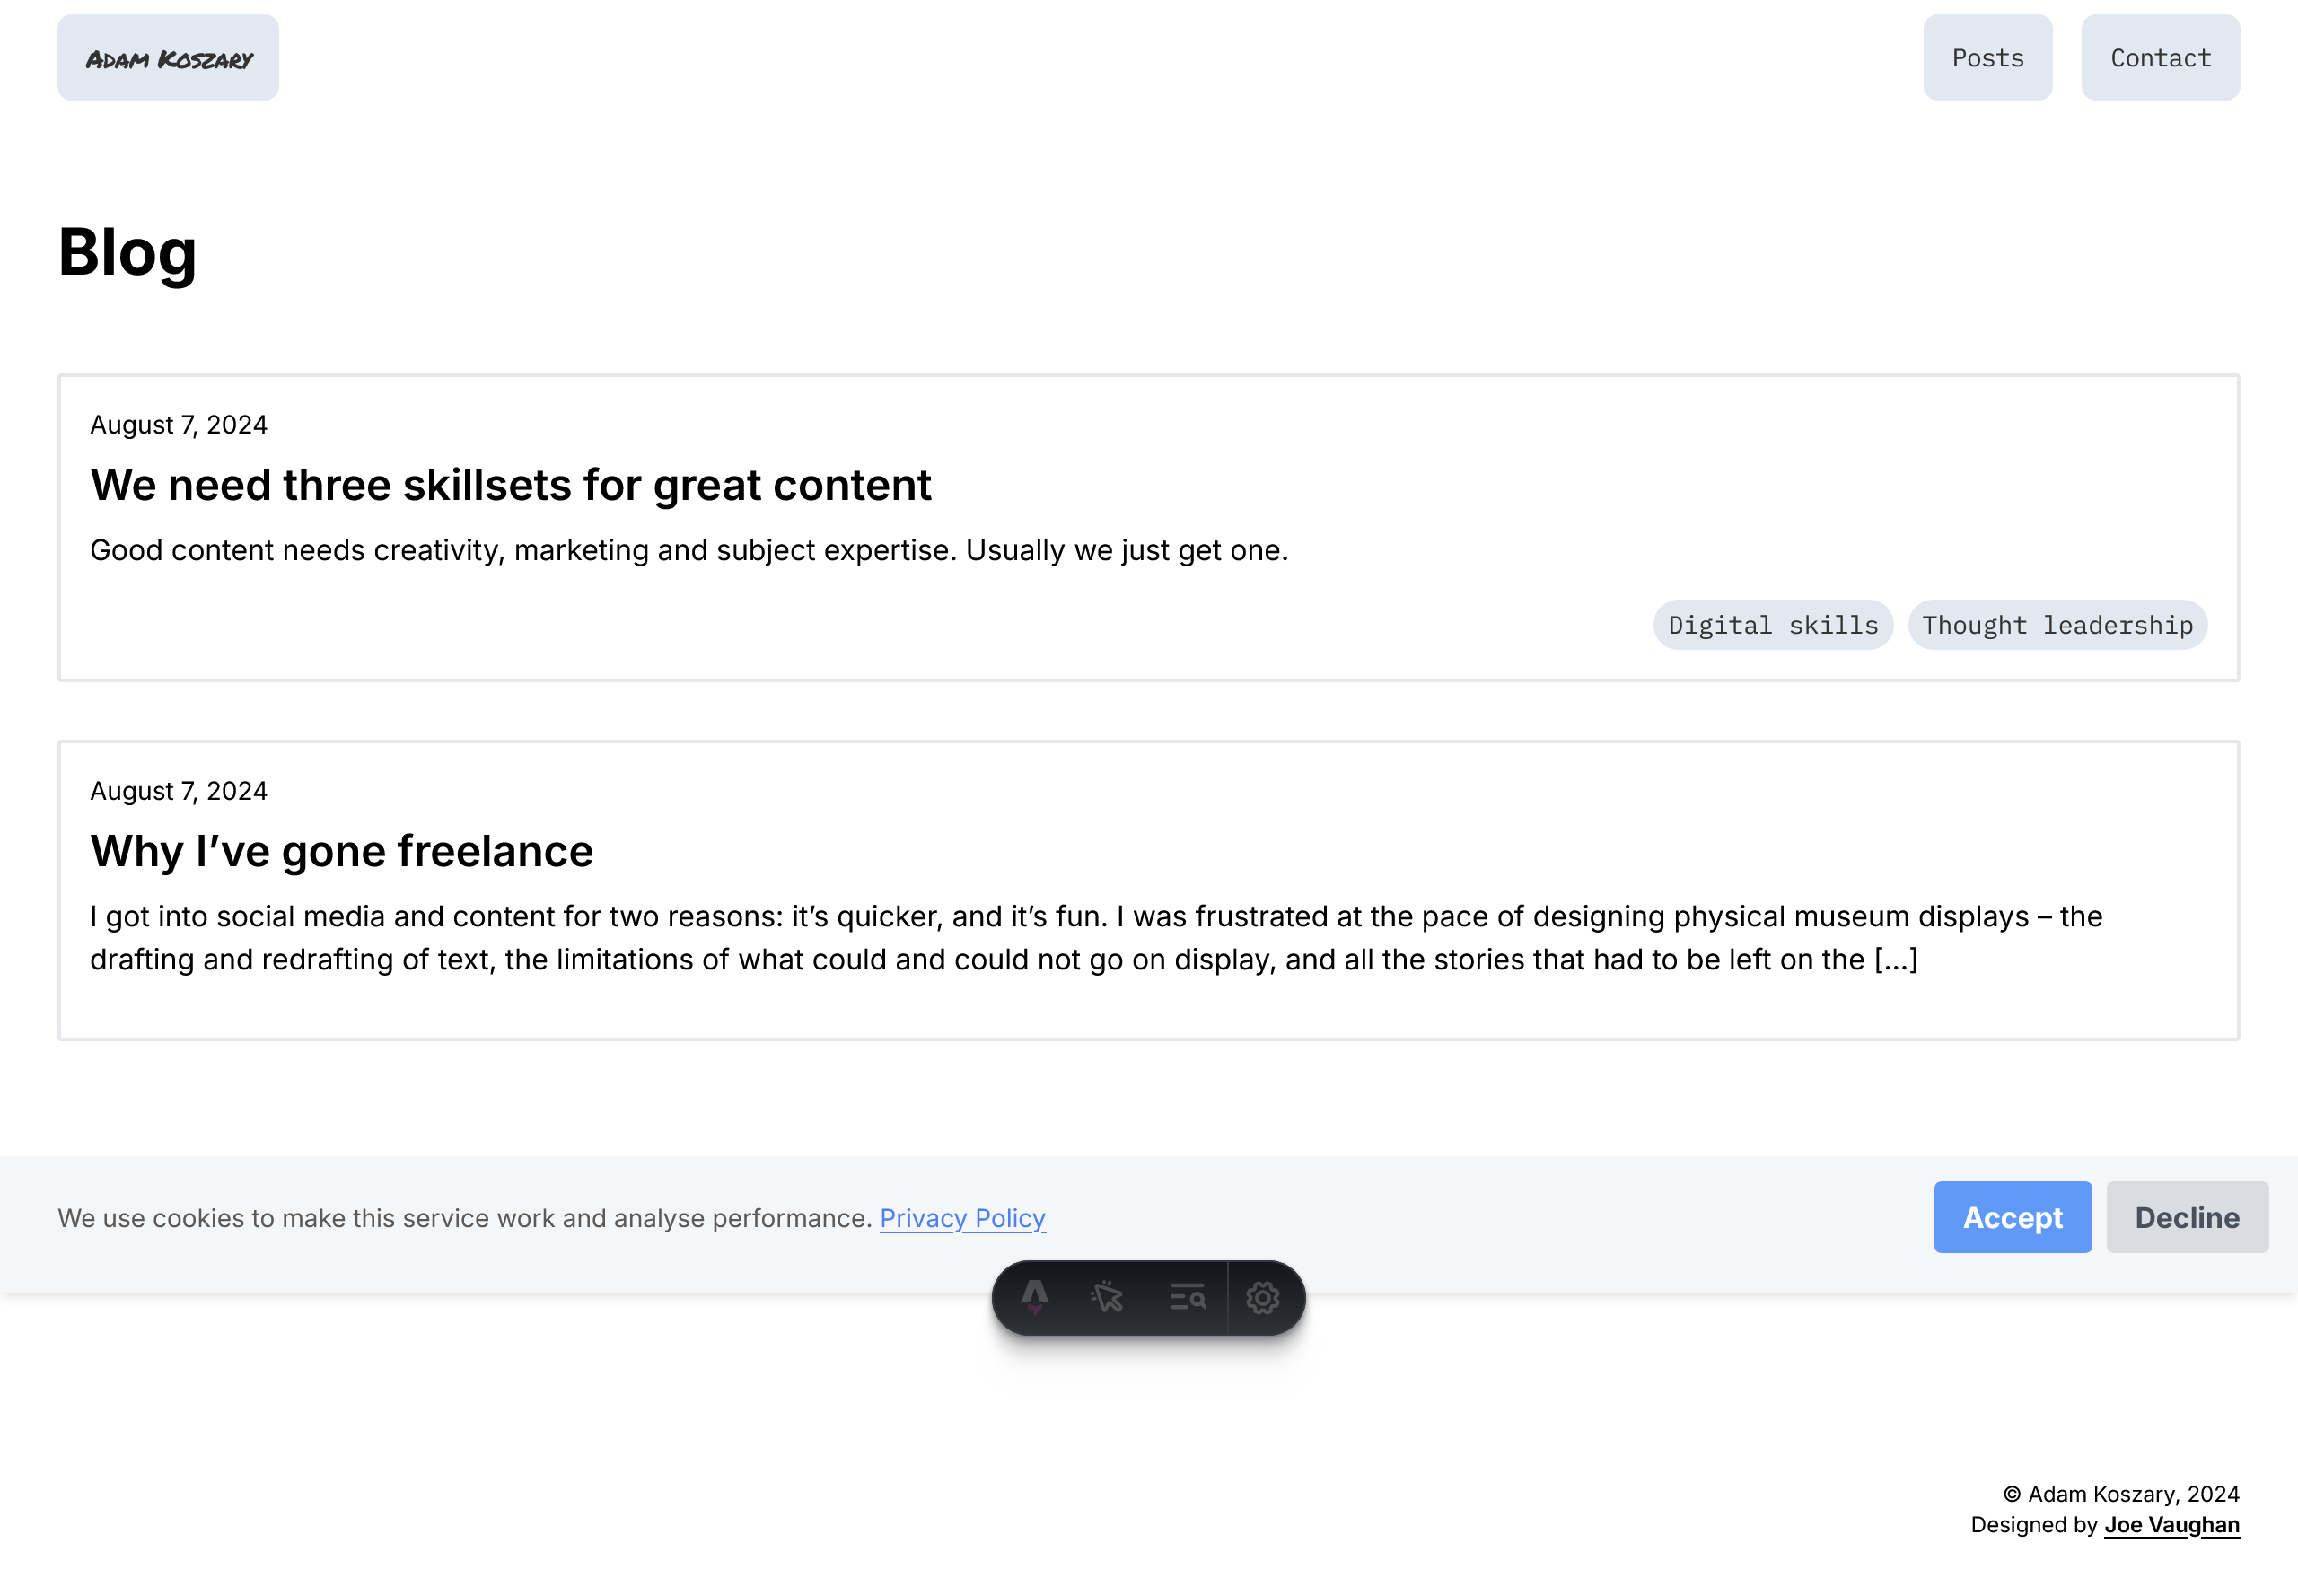 Adam Koszary
Posts
Contact
Blog
August 7, 2024
We need three skillsets for great content
Good content needs creativity, marketing and subject expertise. Usually we just get one.
Digital skills
Thought leadership
August 7, 2024
Why I’ve gone freelance
I got into social media and content for two reasons: it’s quicker, and it’s fun. I was frustrated at the pace of designing physical museum displays – the
drafting and redrafting of text, the limitations of what could and could not go on display, and all the stories that had to be left on the […]
We use cookies to make this service work and analyse performance. Privacy Policy
Accept
Decline
© Adam Koszary, 2024
Designed by Joe Vaughan